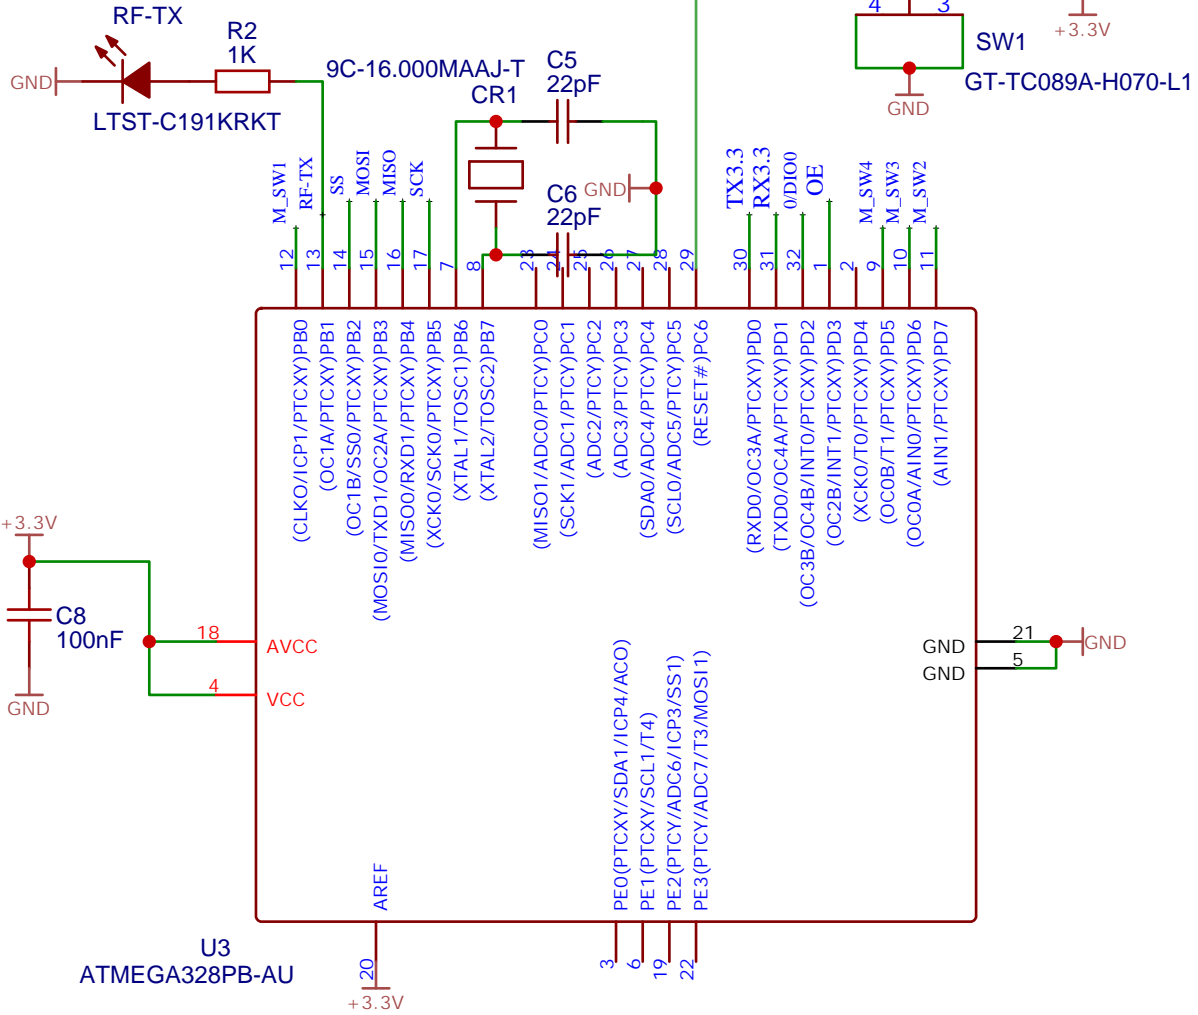 RF-TX
R2
1K
GND
LTST-C191KRKT
9C-16.000MAAJ-T
CR1
C5
22pF
C6
22pF
GND
4
3
+3.3V
SW1
GT-TC089A-H070-L1
GND
M_SW1
RF-TX
SS
MOSI
MISO
SCK
TX3.3
RX3.3
0/DIO0
OE
M_SW4
M_SW3
M_SW2
12
13
14
15
16
17
7
8
23
24
25
26
27
28
29
30
31
32
1
2
9
10
11
(CLKO/ICP1/PTCXY)PB0
(OC1A/PTCXY)PB1
(OC1B/SS0/PTCXY)PB2
(MOSI0/TXD1/OC2A/PTCXY)PB3
(MISO0/RXD1/PTCXY)PB4
(XCK0/SCK0/PTCXY)PB5
(XTAL1/TOSC1)PB6
(XTAL2/TOSC2)PB7
(MISO1/ADC0/PTCY)PC0
(SCK1/ADC1/PTCY)PC1
(ADC2/PTCY)PC2
(ADC3/PTCY)PC3
(SDA0/ADC4/PTCY)PC4
(SCL0/ADC5/PTCY)PC5
(RESET#)PC6
(RXD0/OC3A/PTCXY)PD0
(TXD0/OC4A/PTCXY)PD1
(OC3B/OC4B/INT0/PTCXY)PD2
(OC2B/INT1/PTCXY)PD3
(XCK0/T0/PTCXY)PD4
(OC0B/T1/PTCXY)PD5
(OC0A/AIN0/PTCXY)PD6
(AIN1/PTCXY)PD7
+3.3V
C8
100nF
GND
18
AVCC
4
VCC
GND
21
GND
GND
5
AREF
PE0(PTCXY/SDA1/ICP4/ACO)
PE1(PTCXY/SCL1/T4)
PE2(PTCY/ADC6/ICP3/SS1)
PE3(PTCY/ADC7/T3/MOSI1)
20
3
6
19
22
+3.3V
U3
ATMEGA328PB-AU